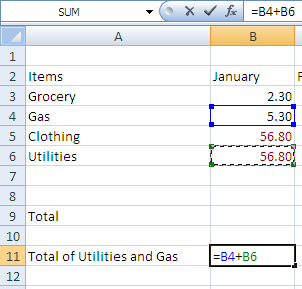 SUM fx =B4+B6
A B
1
2 Items January
3 Grocery 2.30
4 Gas 5.30
5 Clothing 56.80
6 Utilities 56.80
7
8
9 Total
10
11 Total of Utilities and Gas =B4+B6
12